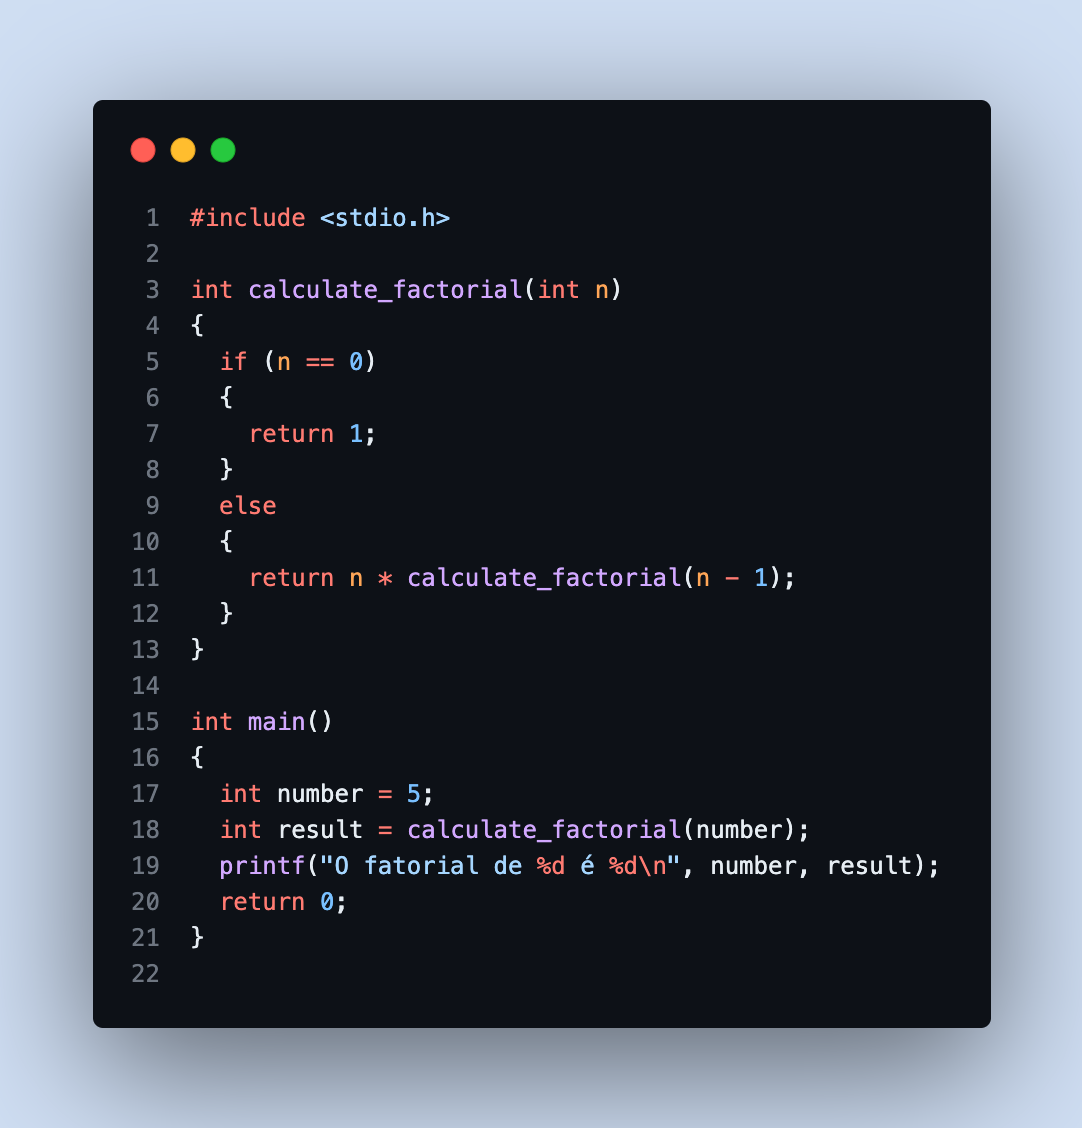 1 #include <stdio.h>
2
3 int calculate_factorial(int n)
4 {
5   if (n == 0)
6   {
7     return 1;
8   }
9   else
10   {
11     return n * calculate_factorial(n - 1);
12   }
13 }
14
15 int main()
16 {
17   int number = 5;
18   int result = calculate_factorial(number);
19   printf("O fatorial de %d é %d\n", number, result);
20   return 0;
21 }
22